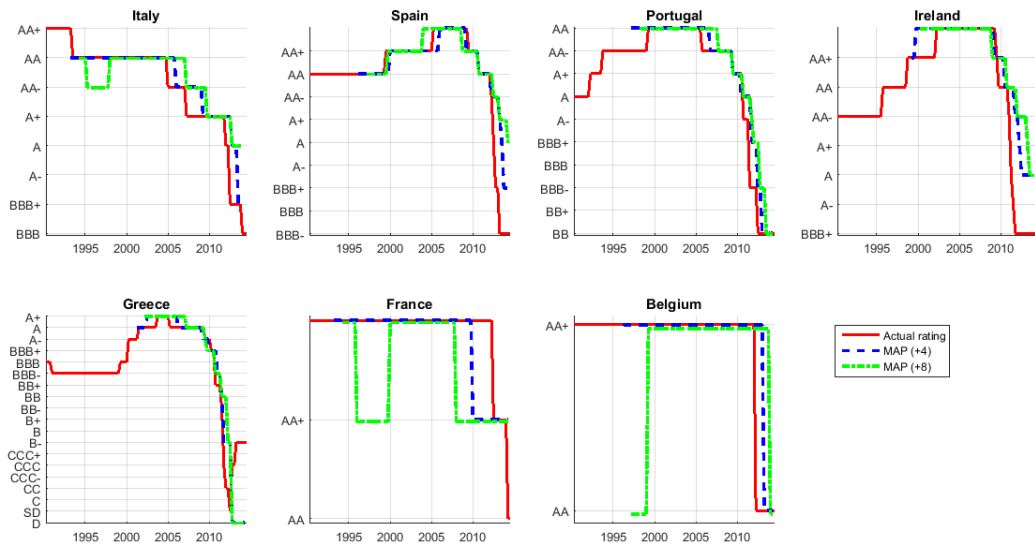 Italy
AA+
AA
AA-
A+
A
A-
BBB+
BBB
1995 2000 2005 2010
Spain
AA+
AA
AA-
A+
A
A-
BBB+
BBB
BBB-
1995 2000 2005 2010
Portugal
AA
AA-
A+
A
A-
BBB+
BBB
BBB-
BB+
BB
1995 2000 2005 2010
Ireland
AA+
AA
AA-
A+
A
A-
BBB+
1995 2000 2005 2010
Greece
A+
A
A-
BBB+
BBB
BBB-
BB+
BB
BB-
B+
B
B-
CCC+
CCC
CCC-
CC
C
SD
D
1995 2000 2005 2010
France
AA+
AA
1995 2000 2005 2010
Belgium
AA+
AA
1995 2000 2005 2010
Actual rating
MAP (+4)
MAP (+8)